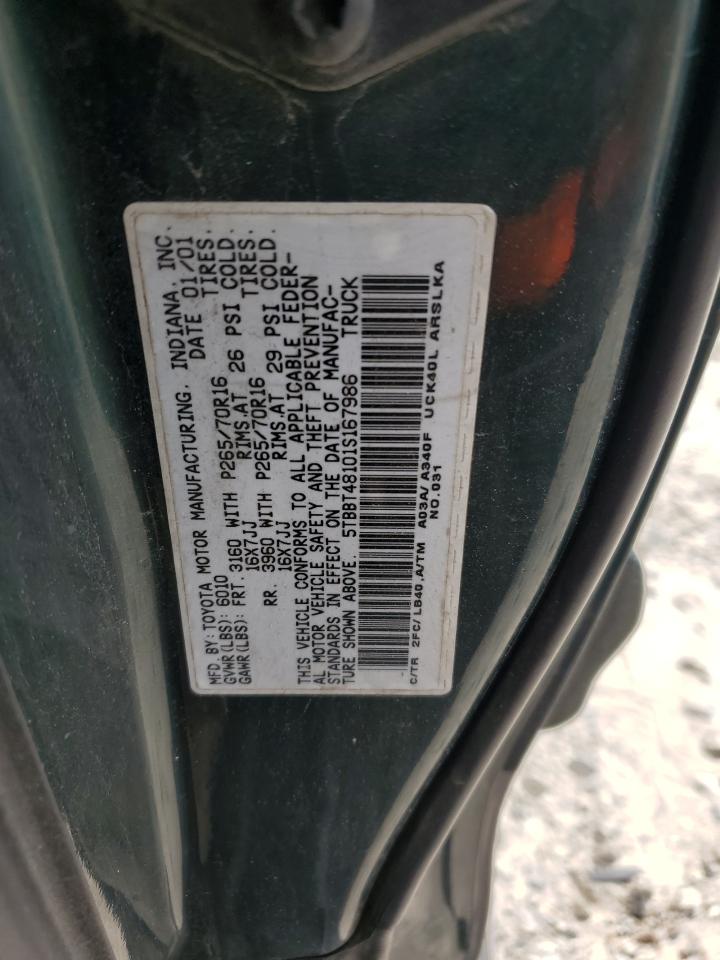 MFD. BY: TOYOTA MOTOR MANUFACTURING, INDIANA, INC.
GVWR (LBS): 6010 DATE 01/01
GAWR (LBS): FRT. 3160 WITH P265/70R16 TIRES,
16X7JJ RIMS, AT 26 PSI COLD.
RR. 3960 WITH P265/70R16 TIRES,
16X7JJ RIMS, AT 29 PSI COLD.
THIS VEHICLE CONFORMS TO ALL APPLICABLE FEDER-
AL MOTOR VEHICLE SAFETY AND THEFT PREVENTION
STANDARDS IN EFFECT ON THE DATE OF MANUFAC-
TURE SHOWN ABOVE. 5TBBT48101S167986 TRUCK
C/TR 2FC/LB40 ,A/TM A03A/A340F UCK40L ARSLKA
NO.031